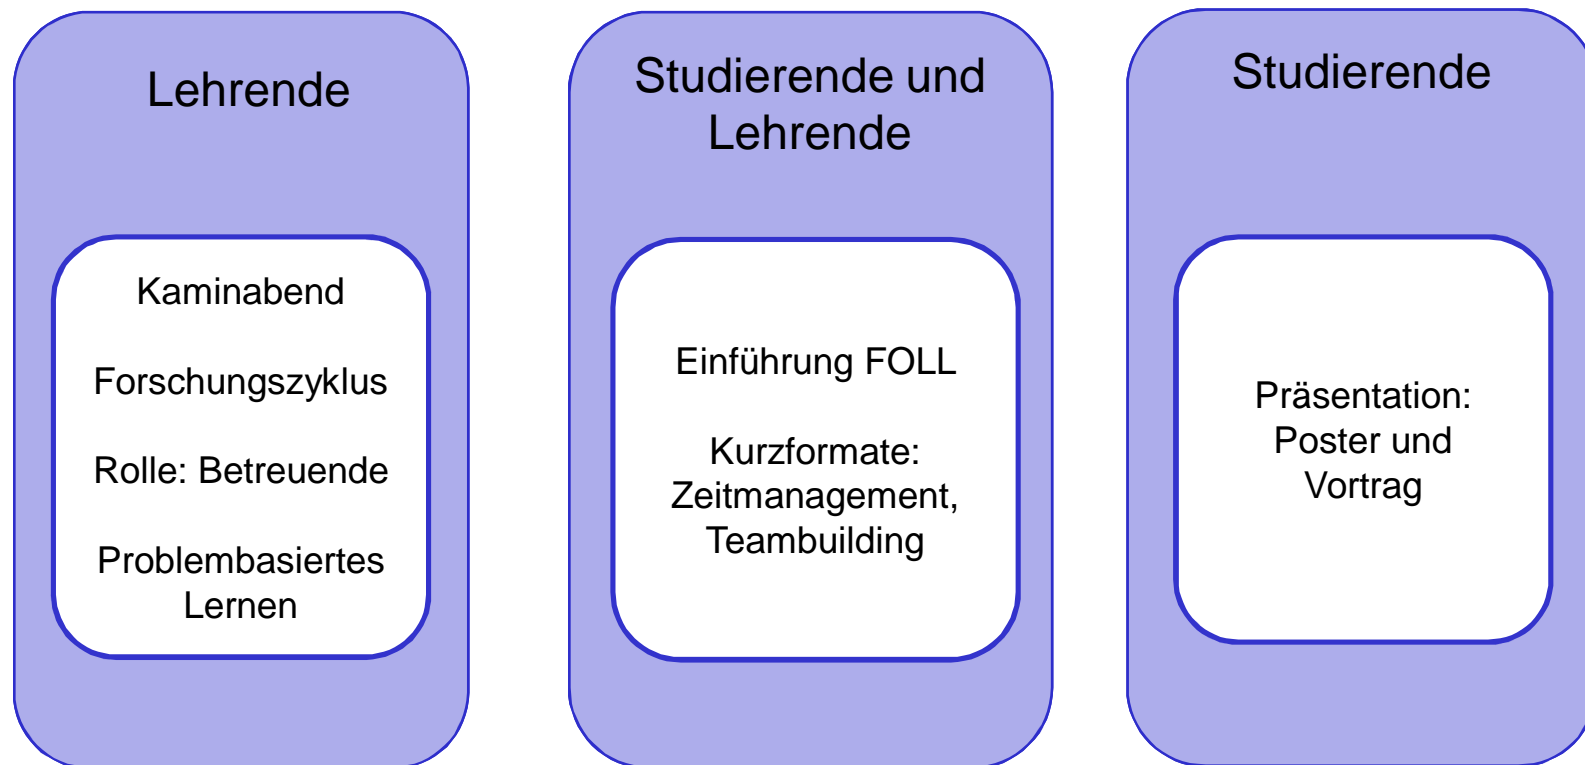 Lehrende
Kaminabend
Forschungszyklus
Rolle: Betreuende
Problembasiertes
Lernen
Studierende und
Lehrende
Einführung FOLL
Kurzformate:
Zeitmanagement,
Teambuilding
Studierende
Präsentation:
Poster und
Vortrag